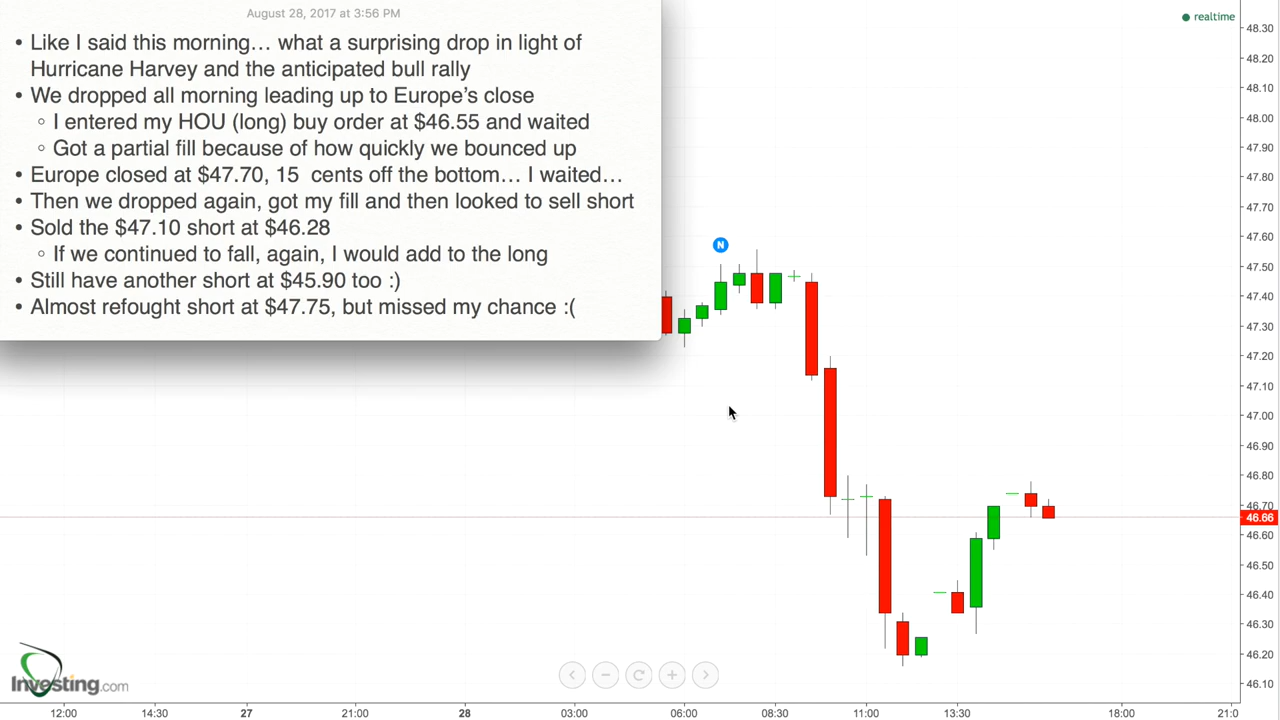 August 28, 2017 at 3:56 PM
realtime
• Like I said this morning… what a surprising drop in light of
Hurricane Harvey and the anticipated bull rally
• We dropped all morning leading up to Europe’s close
◦ I entered my HOU (long) buy order at $46.55 and waited
◦ Got a partial fill because of how quickly we bounced up
• Europe closed at $47.70, 15  cents off the bottom… I waited…
• Then we dropped again, got my fill and then looked to sell short
• Sold the $47.10 short at $46.28
◦ If we continued to fall, again, I would add to the long
• Still have another short at $45.90 too :)
• Almost refought short at $47.75, but missed my chance :(
N
48.30
48.20
48.10
48.00
47.90
47.80
47.70
47.60
47.50
47.40
47.30
47.20
47.10
47.00
46.90
46.80
46.70
46.66
46.60
46.50
46.40
46.30
46.20
46.10
Investing.com
12:00
14:30
27
21:00
28
03:00
06:00
08:30
11:00
13:30
18:00
21:0